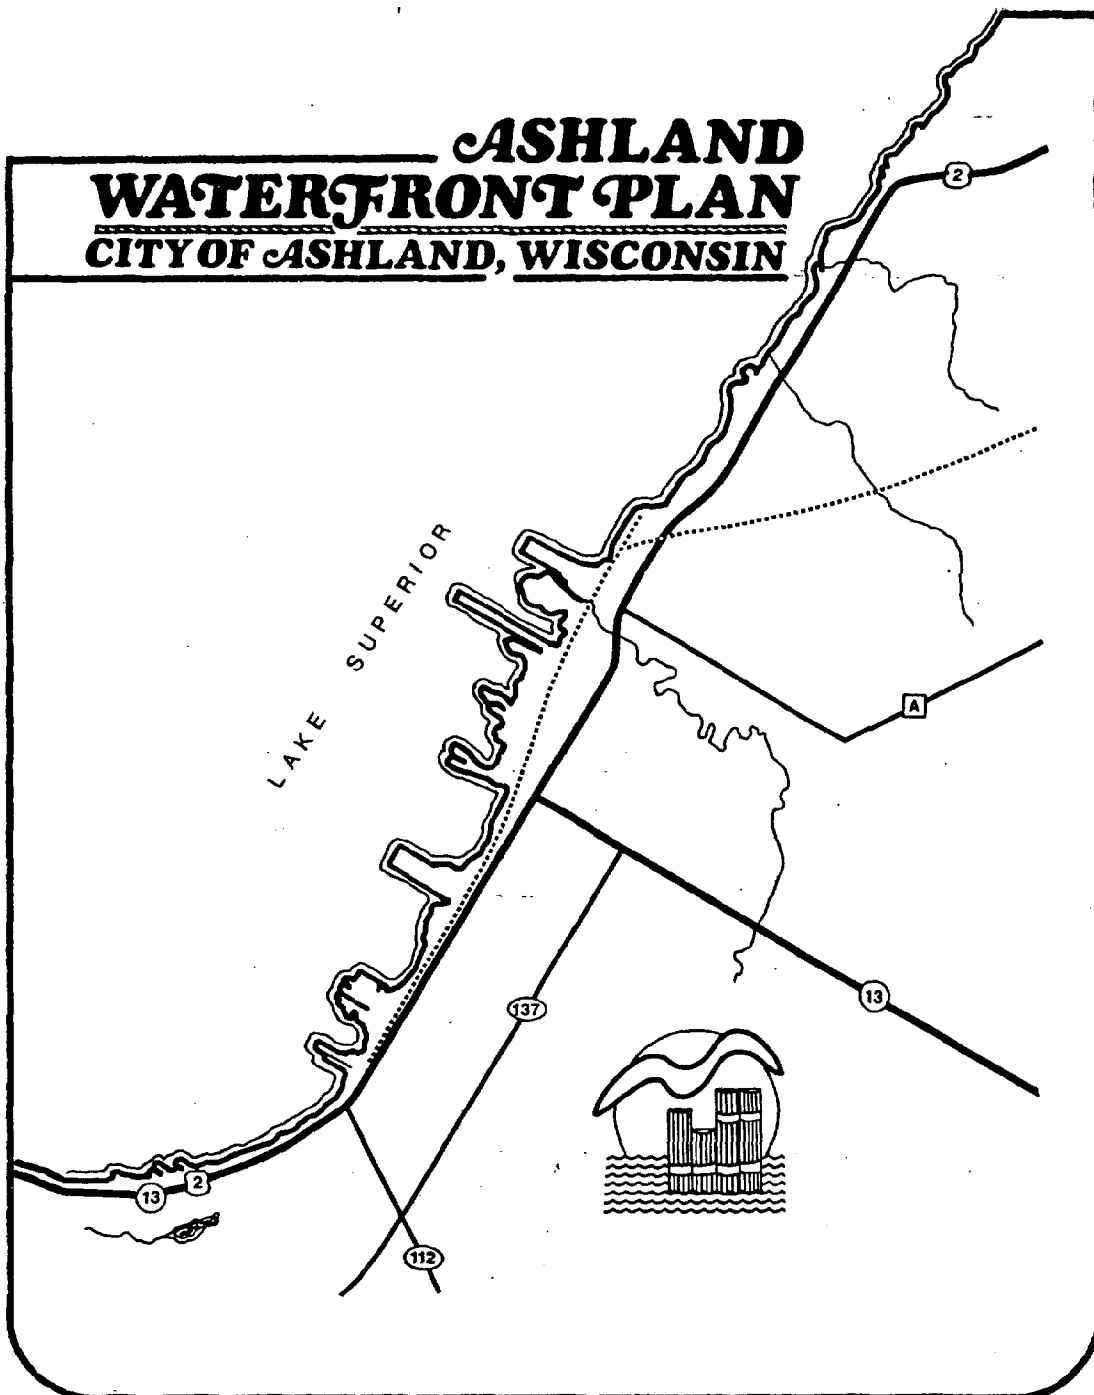 ASHLAND
WATERFRONT PLAN
CITY OF ASHLAND, WISCONSIN
2
LAKE SUPERIOR
A
137
13
13
2
112